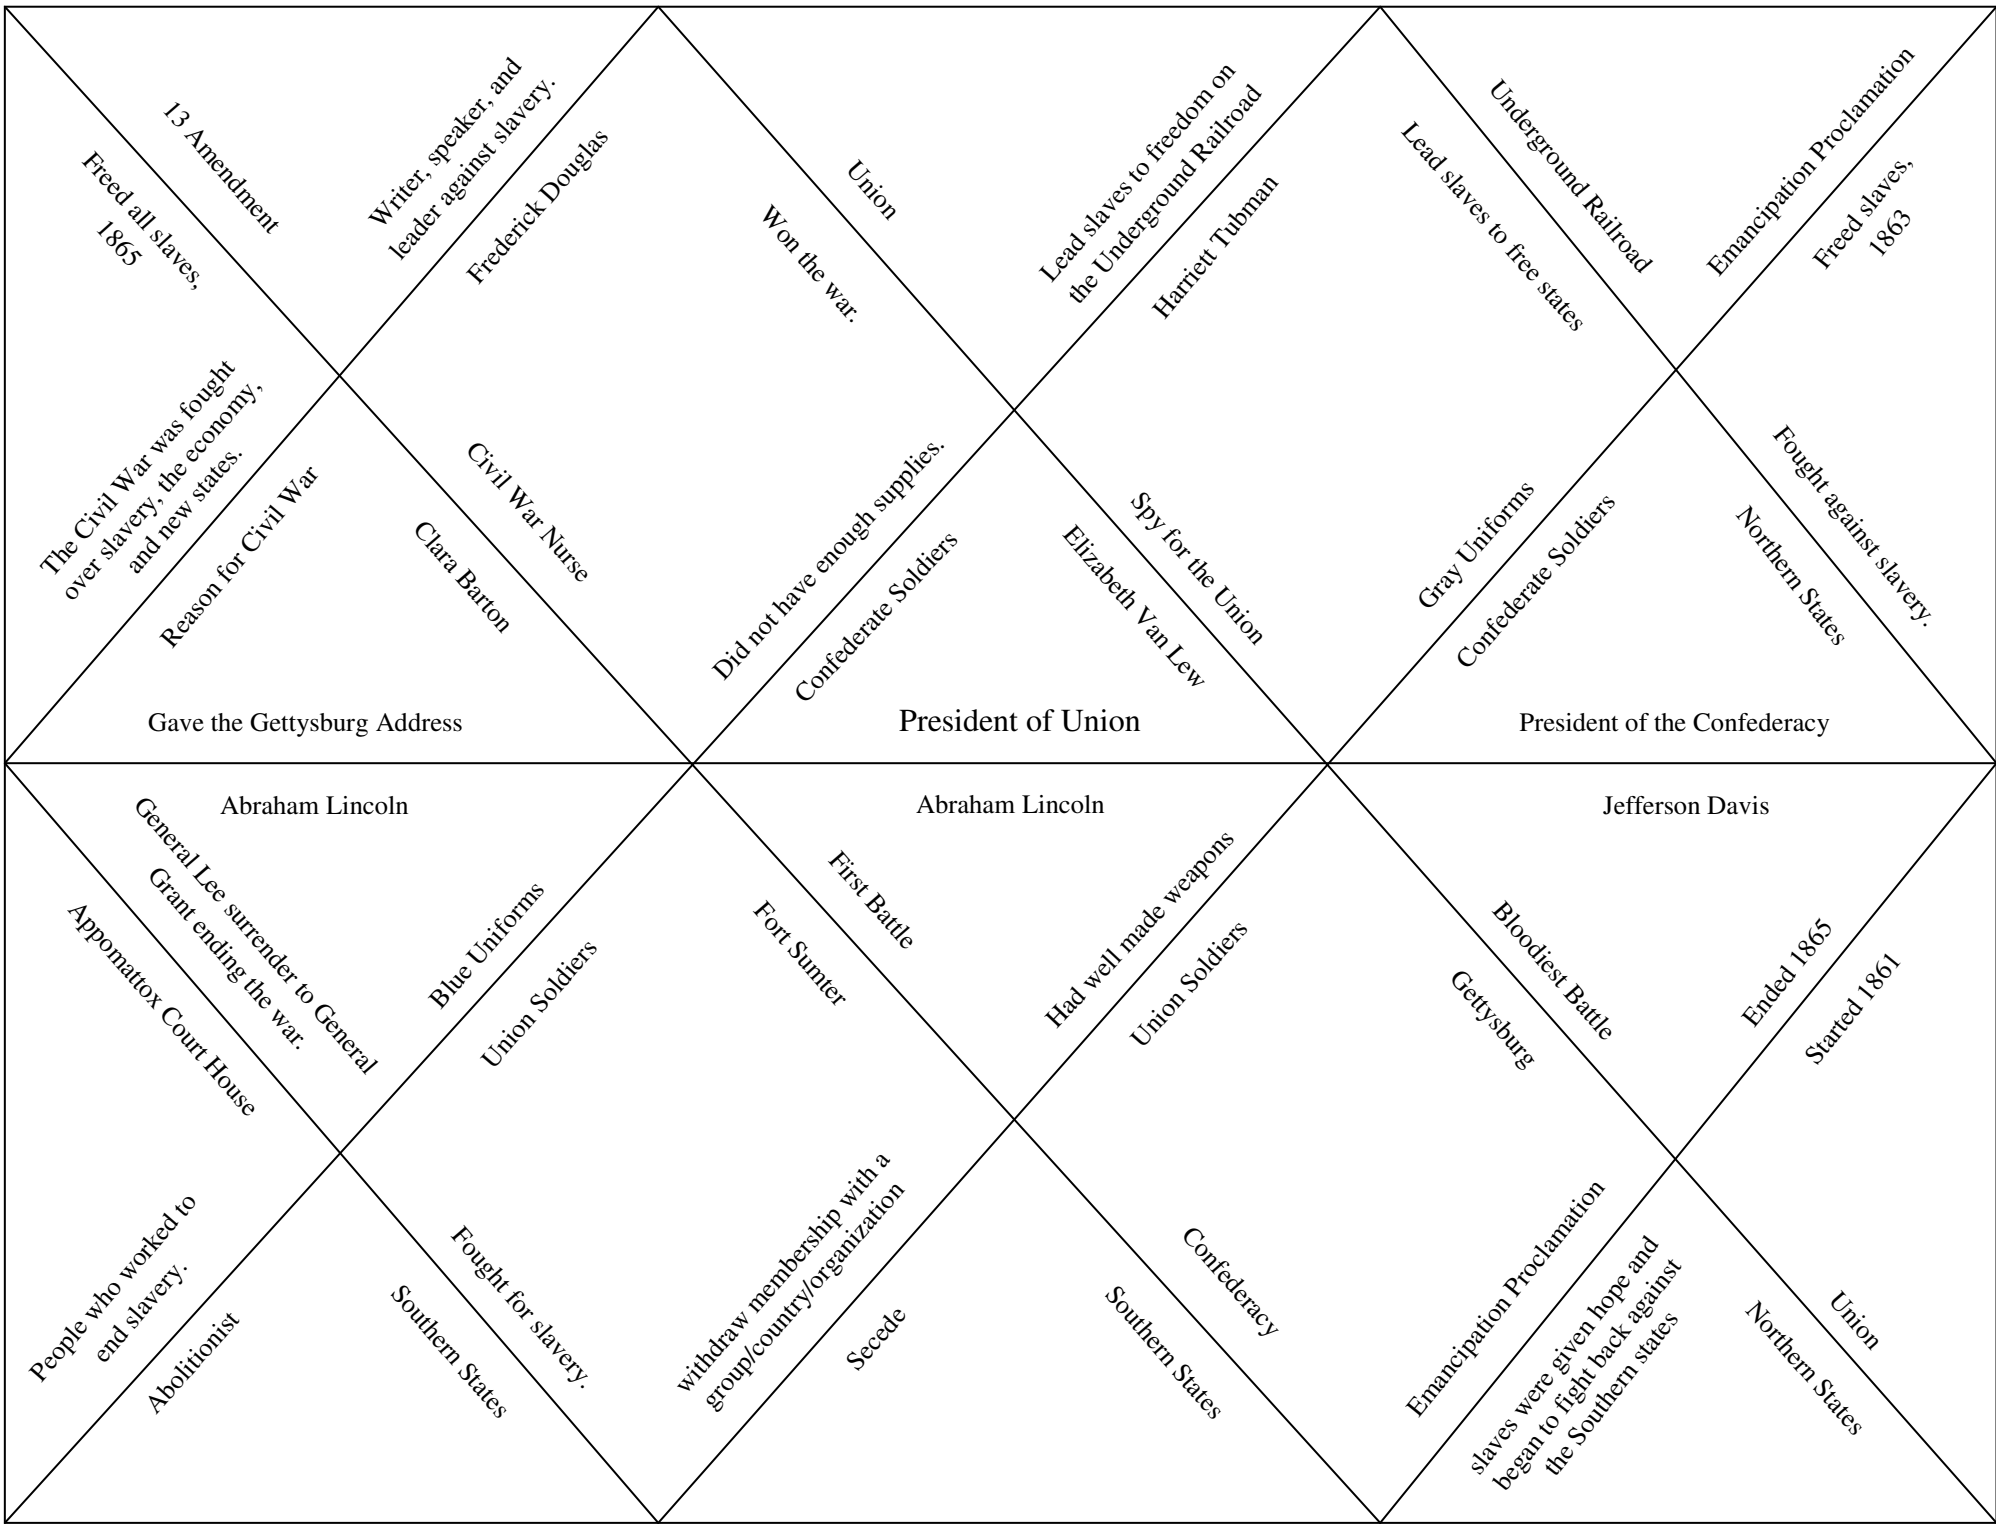 13 Amendment
Freed all slaves,
1865
Writer, speaker, and
leader against slavery.
Frederick Douglas
Union
Won the war.
Lead slaves to freedom on
the Underground Railroad
Harriett Tubman
Underground Railroad
Lead slaves to free states
Emancipation Proclamation
Freed slaves,
1863
The Civil War was fought
over slavery, the economy,
and new states.
Reason for Civil War
Civil War Nurse
Clara Barton
Did not have enough supplies.
Confederate Soldiers
Spy for the Union
Elizabeth Van Lew
Gray Uniforms
Confederate Soldiers
Fought against slavery.
Northern States
Gave the Gettysburg Address
President of Union
President of the Confederacy
Abraham Lincoln
Abraham Lincoln
Jefferson Davis
General Lee surrender to General
Grant ending the war.
Appomattox Court House
Blue Uniforms
Union Soldiers
First Battle
Fort Sumter
Had well made weapons
Union Soldiers
Bloodiest Battle
Gettysburg
Ended 1865
Started 1861
People who worked to
end slavery.
Abolitionist
Fought for slavery.
Southern States
withdraw membership with a
group/country/organization
Secede
Confederacy
Southern States
Emancipation Proclamation
slaves were given hope and
began to fight back against
the Southern states
Union
Northern States